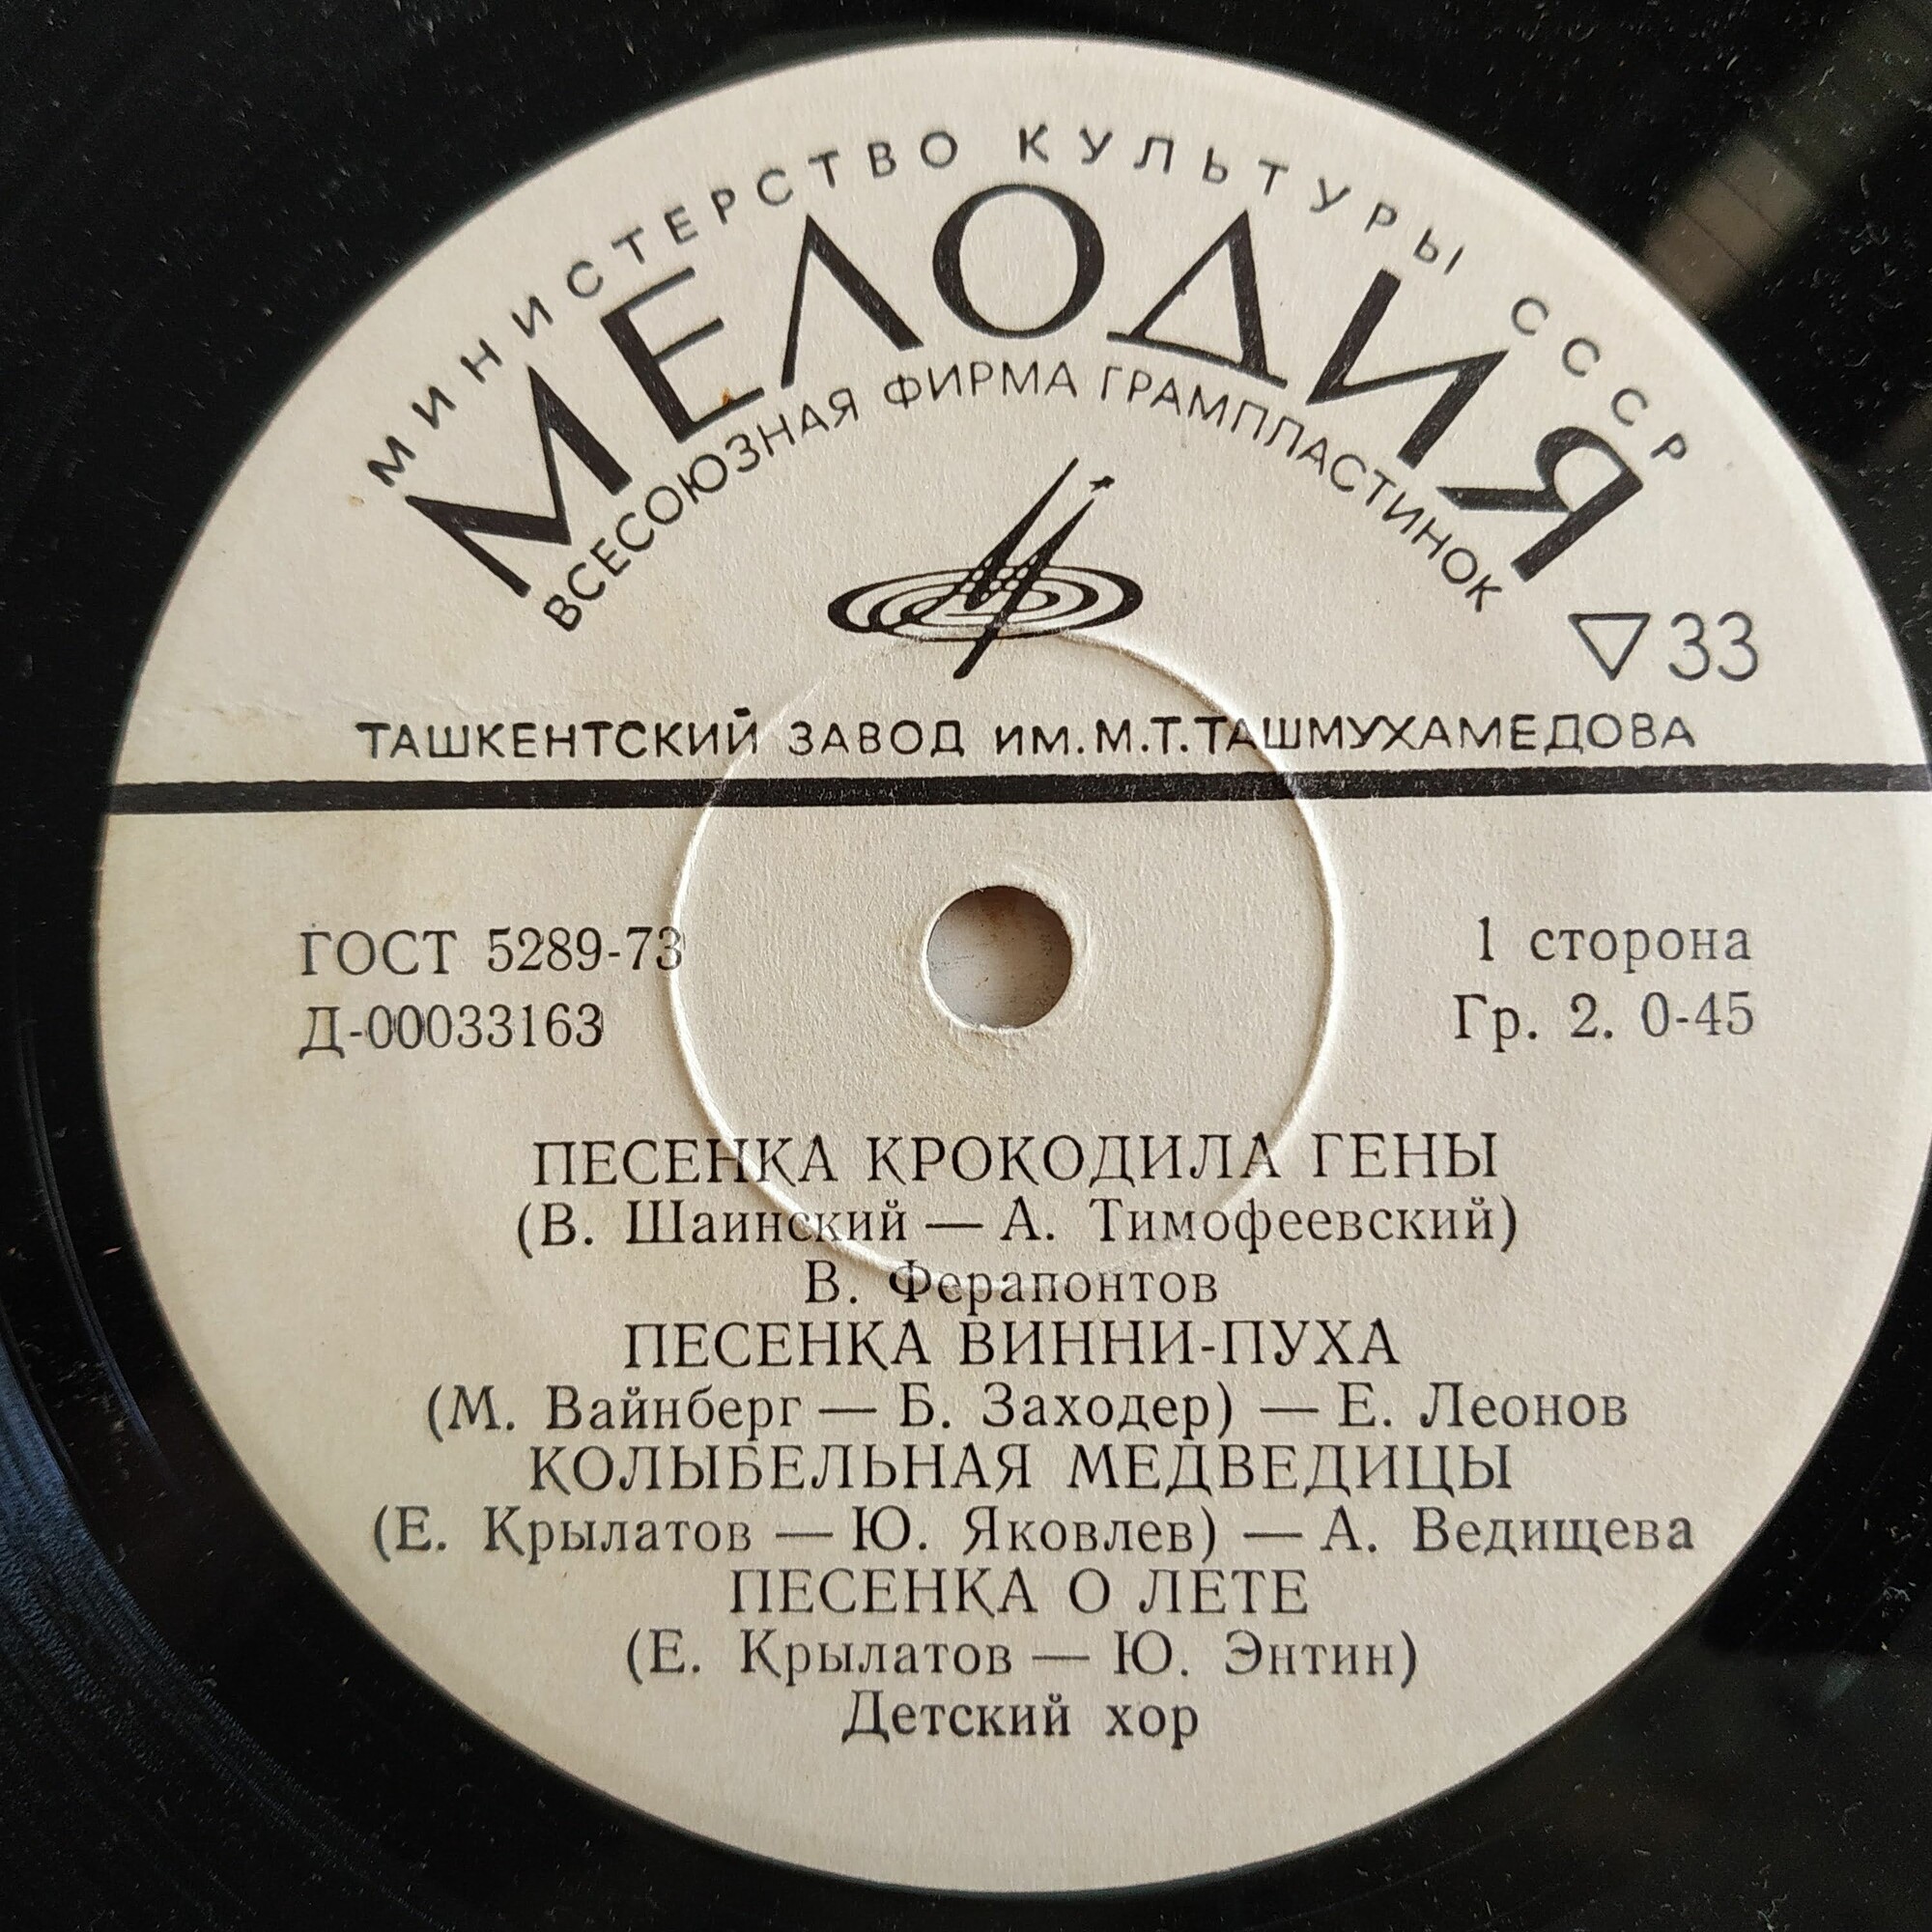 МИНИСТЕРСТВО КУЛЬТУРЫ СССР
МЕЛОДИЯ
ВСЕСОЮЗНАЯ ФИРМА ГРАМПЛАСТИНОК
▽33
ТАШКЕНТСКИЙ ЗАВОД ИМ.М.Т.ТАШМУХАМЕДОВА
ГОСТ 5289-73
Д-00033163
1 сторона
Гр. 2. 0-45
ПЕСЕНКА КРОКОДИЛА ГЕНЫ
(В. Шаинский — А. Тимофеевский)
В. Ферапонтов
ПЕСЕНКА ВИННИ-ПУХА
(М. Вайнберг — Б. Заходер) — Е. Леонов
КОЛЫБЕЛЬНАЯ МЕДВЕДИЦЫ
(Е. Крылатов — Ю. Яковлев) — А. Ведищева
ПЕСЕНКА О ЛЕТЕ
(Е. Крылатов — Ю. Энтин)
Детский хор